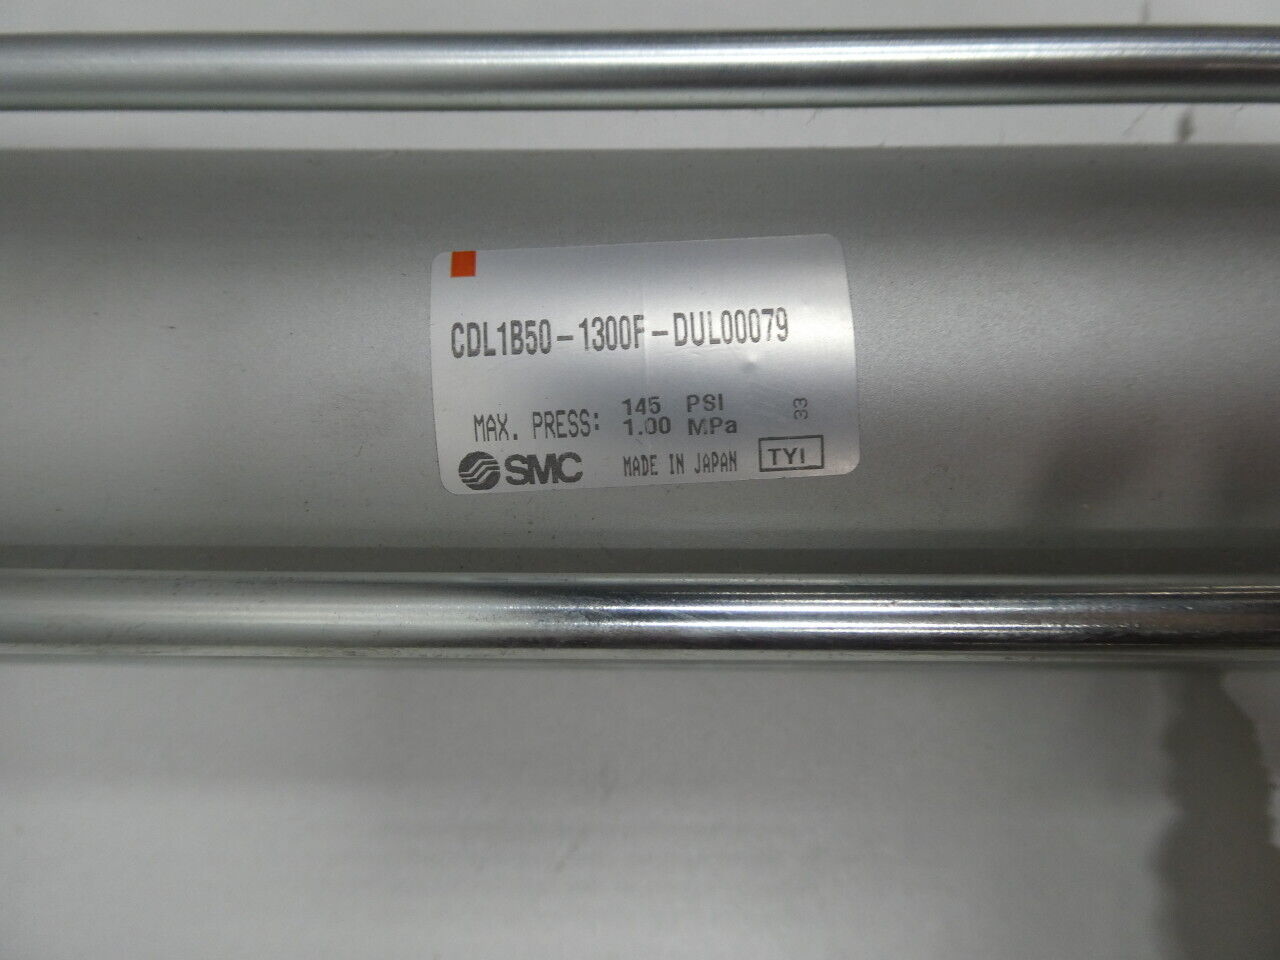 CDL1B50-1300F-DUL00079
MAX. PRESS: 145 PSI
1.00 MPa
33
SMC MADE IN JAPAN TYI